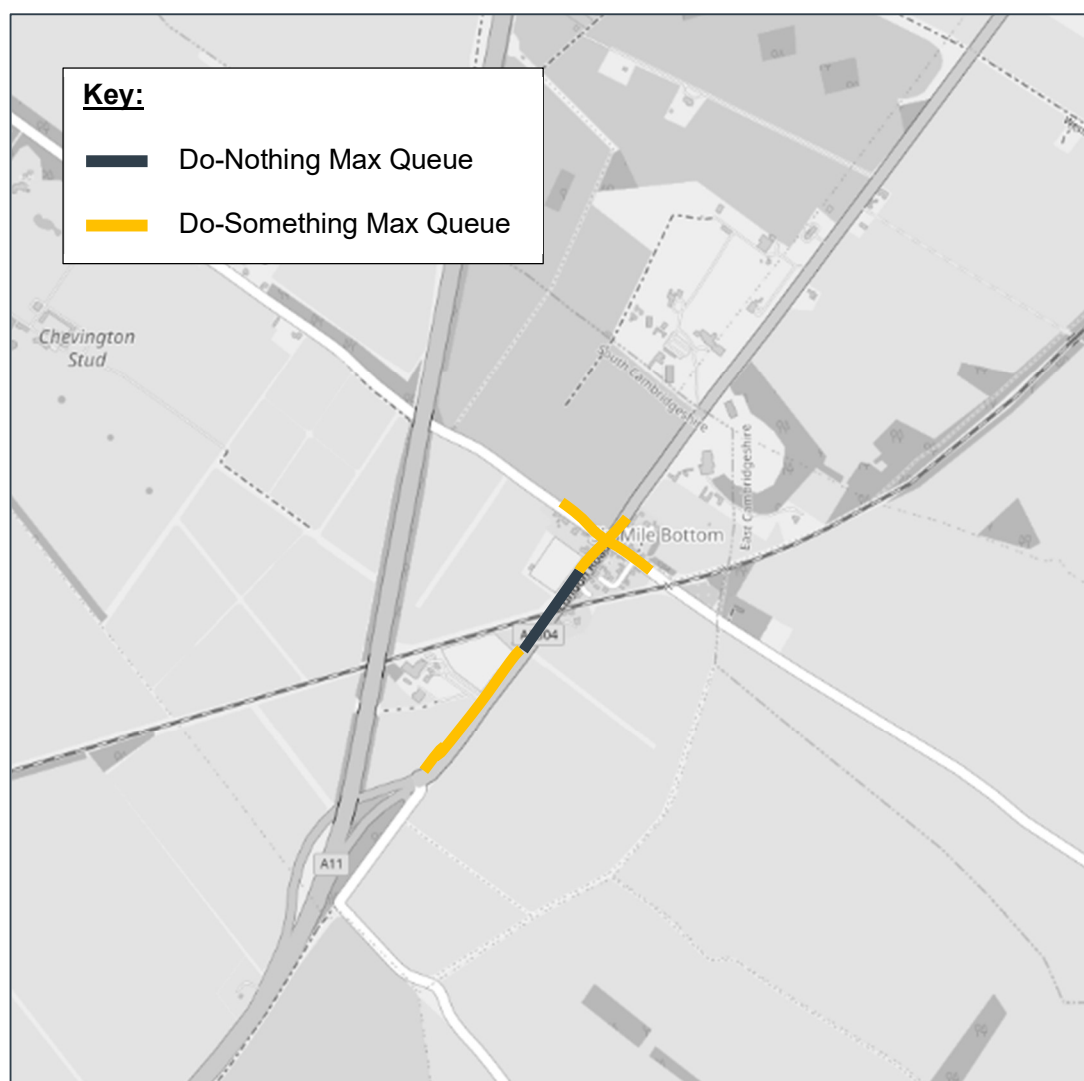 Key:
Do-Nothing Max Queue
Do-Something Max Queue
Chevington
Stud
South Cambridgeshire
East Cambridgeshire
Mile Bottom
A11